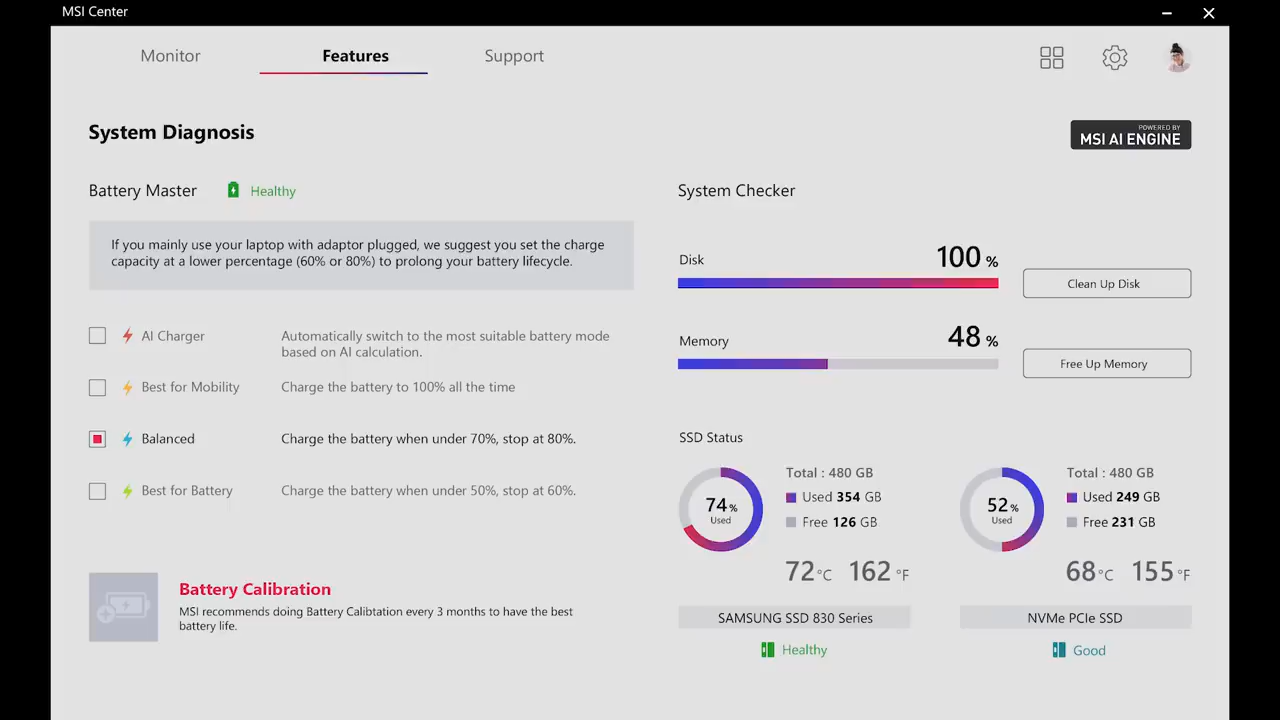 MSI Center
Monitor
Features
Support
System Diagnosis
POWERED BY
MSI AI ENGINE
Battery Master
Healthy
If you mainly use your laptop with adaptor plugged, we suggest you set the charge
capacity at a lower percentage (60% or 80%) to prolong your battery lifecycle.
AI Charger
Automatically switch to the most suitable battery mode
based on AI calculation.
Best for Mobility
Charge the battery to 100% all the time
Balanced
Charge the battery when under 70%, stop at 80%.
Best for Battery
Charge the battery when under 50%, stop at 60%.
Battery Calibration
MSI recommends doing Battery Calibtation every 3 months to have the best
battery life.
System Checker
Disk
100 %
Clean Up Disk
Memory
48 %
Free Up Memory
SSD Status
74%
Used
Total : 480 GB
Used 354 GB
Free 126 GB
72°C 162°F
SAMSUNG SSD 830 Series
Healthy
52%
Used
Total : 480 GB
Used 249 GB
Free 231 GB
68°C 155°F
NVMe PCIe SSD
Good